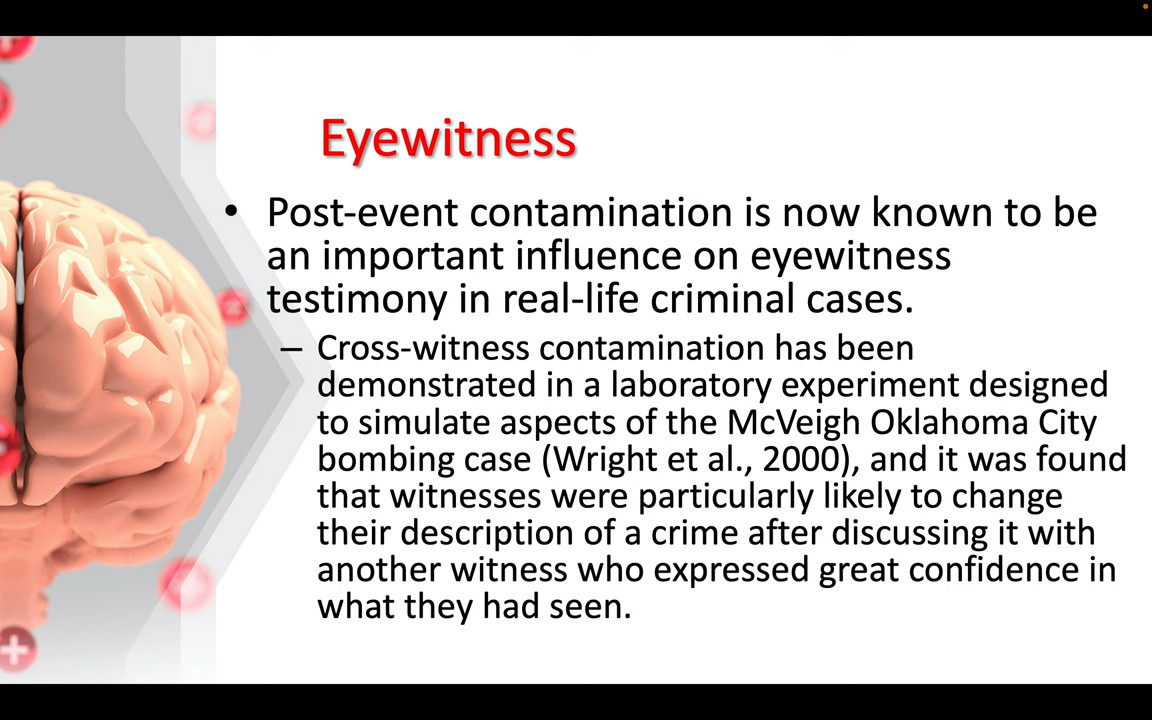 Eyewitness
• Post-event contamination is now known to be
an important influence on eyewitness
testimony in real-life criminal cases.
– Cross-witness contamination has been
demonstrated in a laboratory experiment designed
to simulate aspects of the McVeigh Oklahoma City
bombing case (Wright et al., 2000), and it was found
that witnesses were particularly likely to change
their description of a crime after discussing it with
another witness who expressed great confidence in
what they had seen.